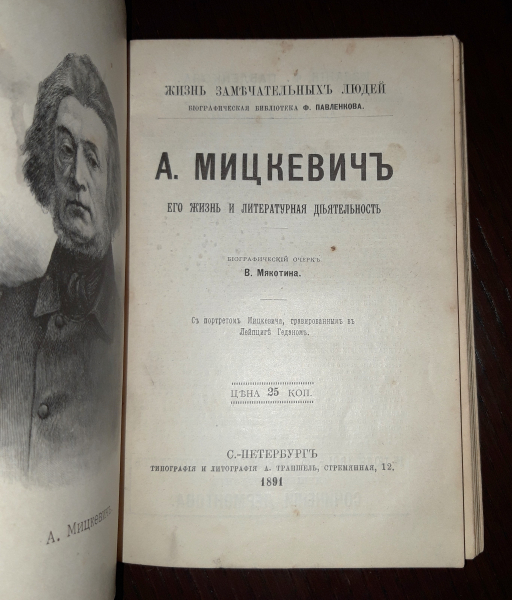 ЖИЗНЬ ЗАМѢЧАТЕЛЬНЫХЪ ЛЮДЕЙ
БІОГРАФИЧЕСКАЯ БИБЛІОТЕКА Ф. ПАВЛЕНКОВА.
А. МИЦКЕВИЧЪ
ЕГО ЖИЗНЬ И ЛИТЕРАТУРНАЯ ДѢЯТЕЛЬНОСТЬ
БІОГРАФИЧЕСКІЙ ОЧЕРКЪ
В. Мякотина.
Съ портретомъ Мицкевича, гравированнымъ въ
Лейпцигѣ Геданомъ.
ЦѢНА 25 КОП.
С.-ПЕТЕРБУРГЪ
ТИПОГРАФІЯ И ЛИТОГРАФІЯ А. ТРАНШЕЛЬ, СТРЕМЯННАЯ, 12,
1891
А. Мицкевичъ.